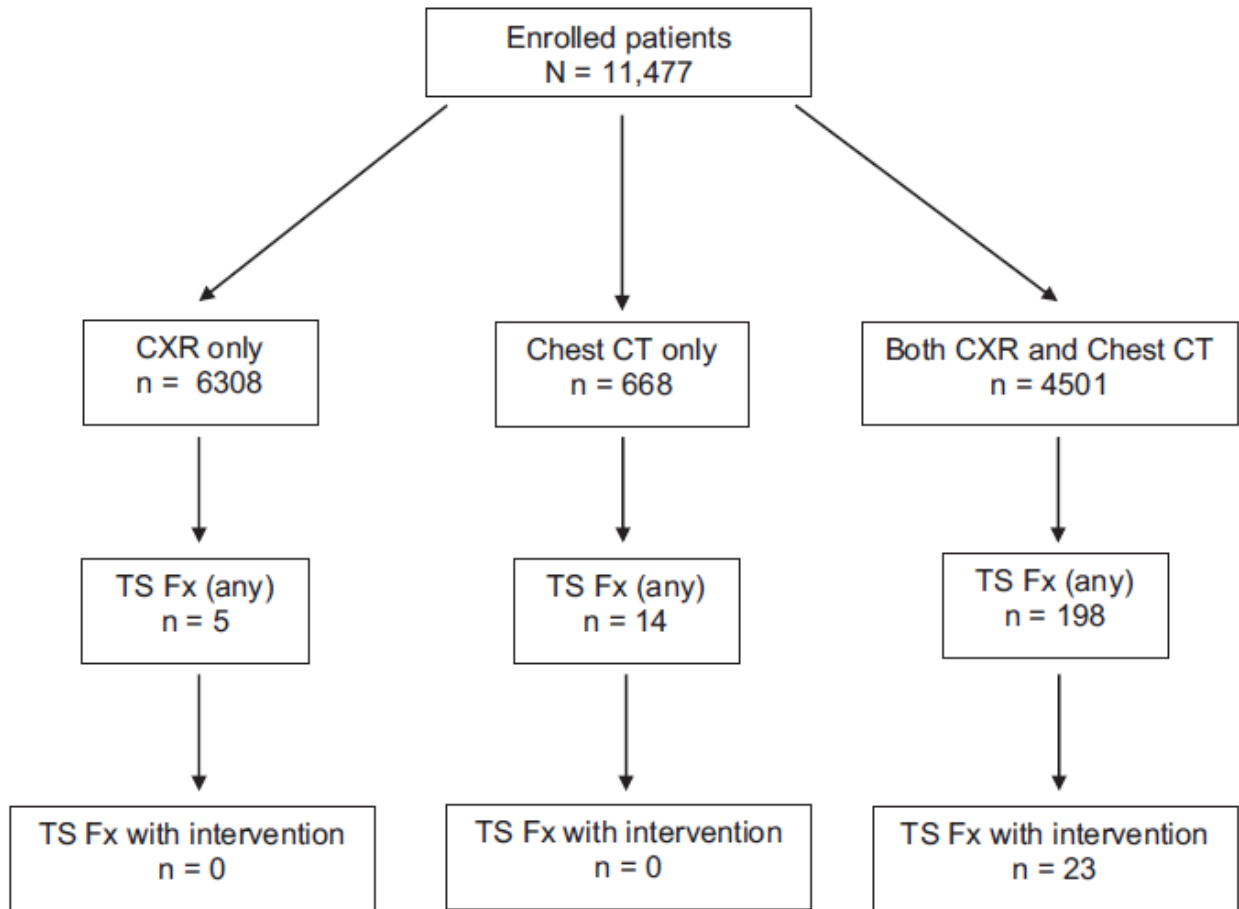 Enrolled patients
N = 11,477
CXR only
n = 6308
Chest CT only
n = 668
Both CXR and Chest CT
n = 4501
TS Fx (any)
n = 5
TS Fx (any)
n = 14
TS Fx (any)
n = 198
TS Fx with intervention
n = 0
TS Fx with intervention
n = 0
TS Fx with intervention
n = 23